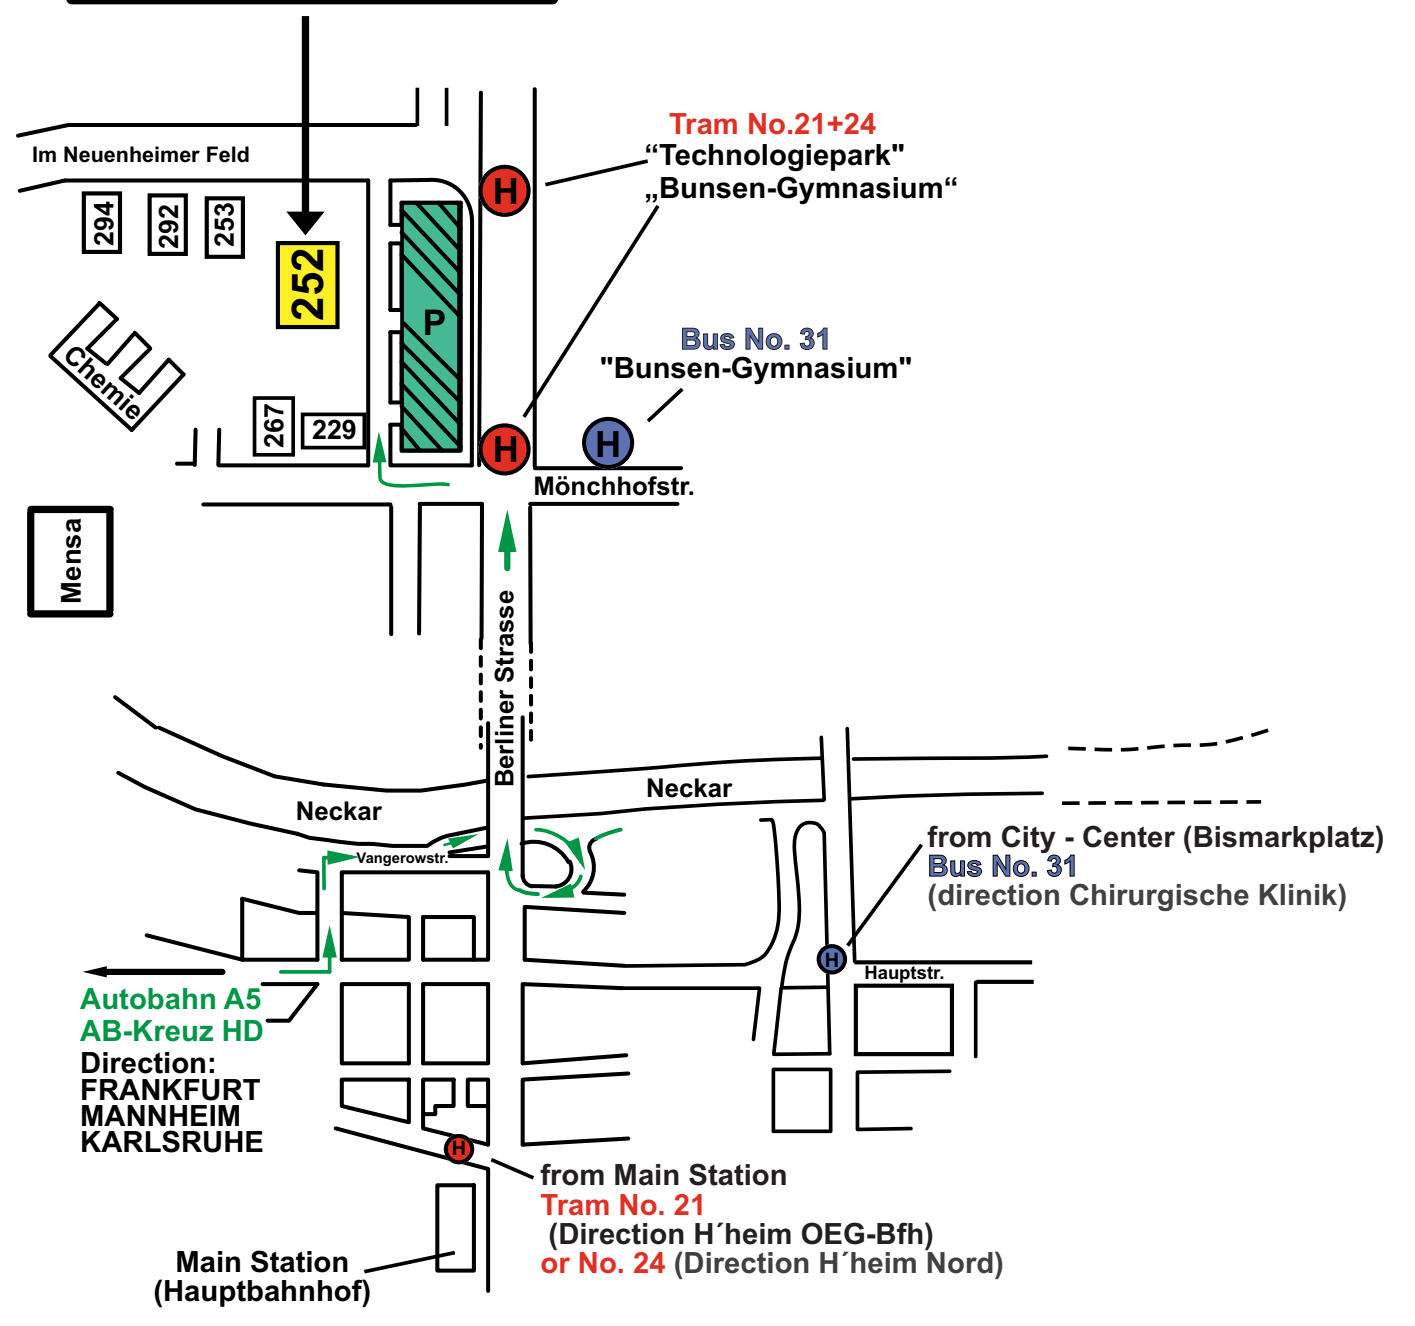 Tram No.21+24
“Technologiepark"
„Bunsen-Gymnasium“
Im Neuenheimer Feld
H
294
292
253
252
P
Bus No. 31
"Bunsen-Gymnasium"
Chemie
267
229
H
H
Mönchhofstr.
Mensa
Berliner Strasse
Neckar
Neckar
Vangerowstr.
from City - Center (Bismarkplatz)
Bus No. 31
(direction Chirurgische Klinik)
H
Hauptstr.
Autobahn A5
AB-Kreuz HD
Direction:
FRANKFURT
MANNHEIM
KARLSRUHE
H
from Main Station
Tram No. 21
(Direction H´heim OEG-Bfh)
or No. 24 (Direction H´heim Nord)
Main Station
(Hauptbahnhof)